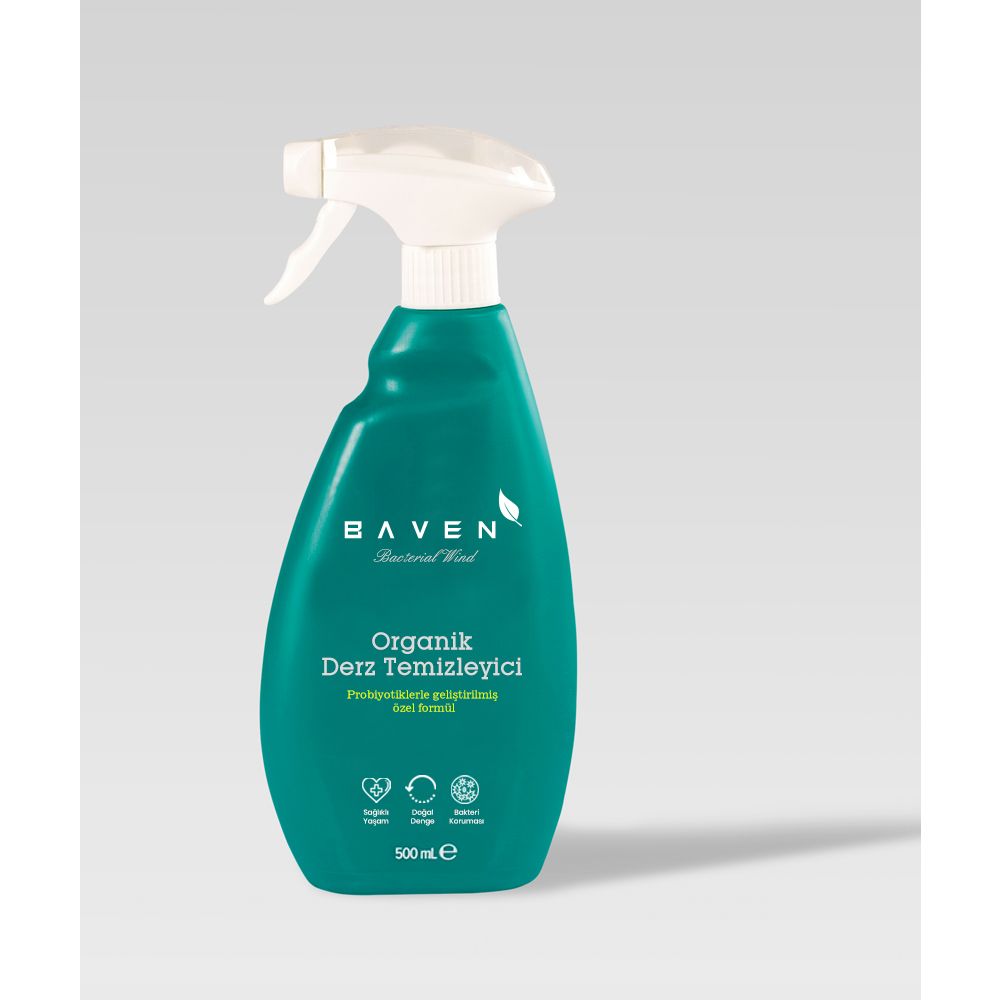 BAVEN
Bacterial Wind
Organik
Derz Temizleyici
Probiyotiklerle geliştirilmiş
özel formül
Sağlıklı
Yaşam
Doğal
Denge
Bakteri
Koruması
500 mL ℮